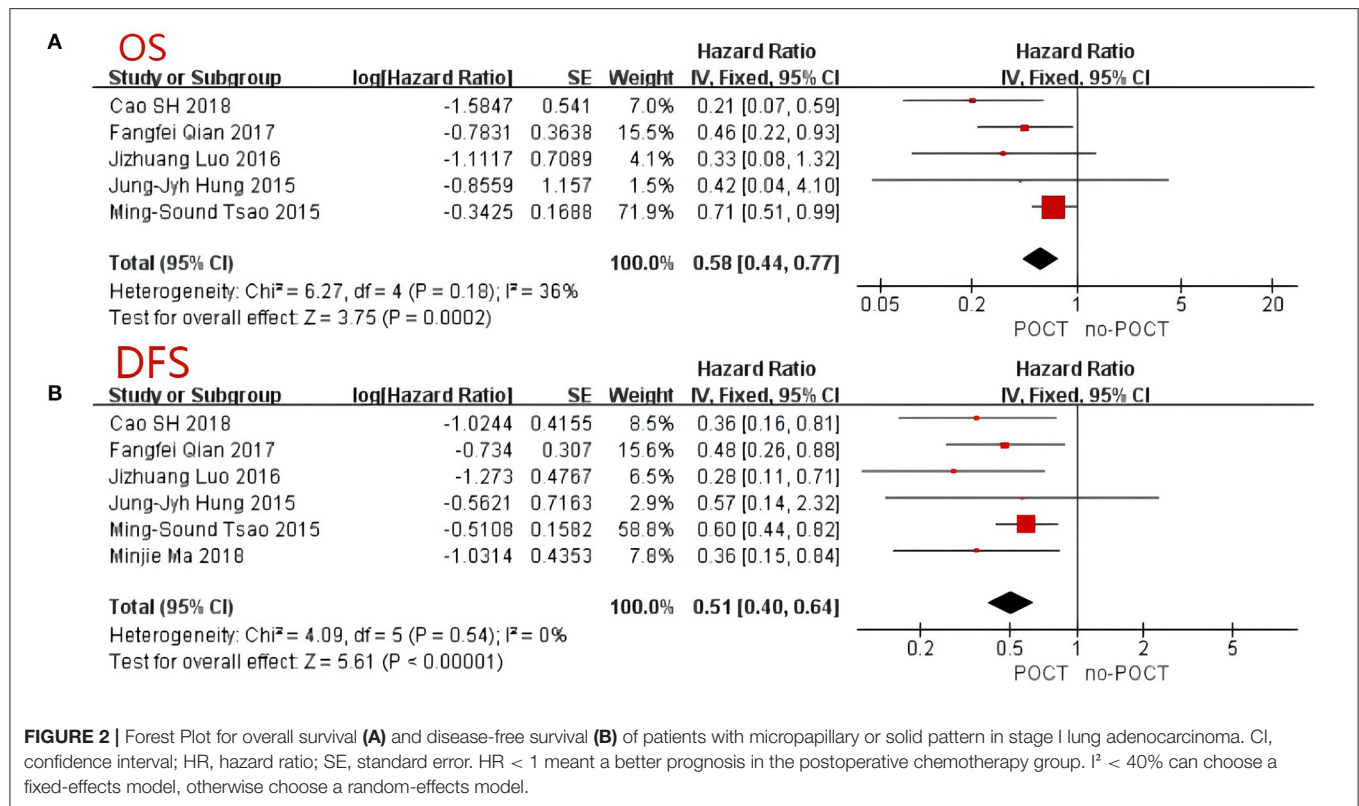 A OS
Hazard Ratio Hazard Ratio
Study or Subgroup log[Hazard Ratio] SE Weight IV, Fixed, 95% CI IV, Fixed, 95% CI
Cao SH 2018 -1.5847 0.541 7.0% 0.21 [0.07, 0.59]
Fangfei Qian 2017 -0.7831 0.3638 15.5% 0.46 [0.22, 0.93]
Jizhuang Luo 2016 -1.1117 0.7089 4.1% 0.33 [0.08, 1.32]
Jung-Jyh Hung 2015 -0.8559 1.157 1.5% 0.42 [0.04, 4.10]
Ming-Sound Tsao 2015 -0.3425 0.1688 71.9% 0.71 [0.51, 0.99]
Total (95% CI) 100.0% 0.58 [0.44, 0.77]
Heterogeneity: Chi² = 6.27, df = 4 (P = 0.18); I² = 36%
Test for overall effect: Z = 3.75 (P = 0.0002)
0.05 0.2 1 5 20
POCT no-POCT
DFS
Hazard Ratio Hazard Ratio
B Study or Subgroup log[Hazard Ratio] SE Weight IV, Fixed, 95% CI IV, Fixed, 95% CI
Cao SH 2018 -1.0244 0.4155 8.5% 0.36 [0.16, 0.81]
Fangfei Qian 2017 -0.734 0.307 15.6% 0.48 [0.26, 0.88]
Jizhuang Luo 2016 -1.273 0.4767 6.5% 0.28 [0.11, 0.71]
Jung-Jyh Hung 2015 -0.5621 0.7163 2.9% 0.57 [0.14, 2.32]
Ming-Sound Tsao 2015 -0.5108 0.1582 58.8% 0.60 [0.44, 0.82]
Minjie Ma 2018 -1.0314 0.4353 7.8% 0.36 [0.15, 0.84]
Total (95% CI) 100.0% 0.51 [0.40, 0.64]
Heterogeneity: Chi² = 4.09, df = 5 (P = 0.54); I² = 0%
Test for overall effect: Z = 5.61 (P < 0.00001)
0.2 0.5 1 2 5
POCT no-POCT
FIGURE 2 | Forest Plot for overall survival (A) and disease-free survival (B) of patients with micropapillary or solid pattern in stage I lung adenocarcinoma. CI,
confidence interval; HR, hazard ratio; SE, standard error. HR < 1 meant a better prognosis in the postoperative chemotherapy group. I² < 40% can choose a
fixed-effects model, otherwise choose a random-effects model.